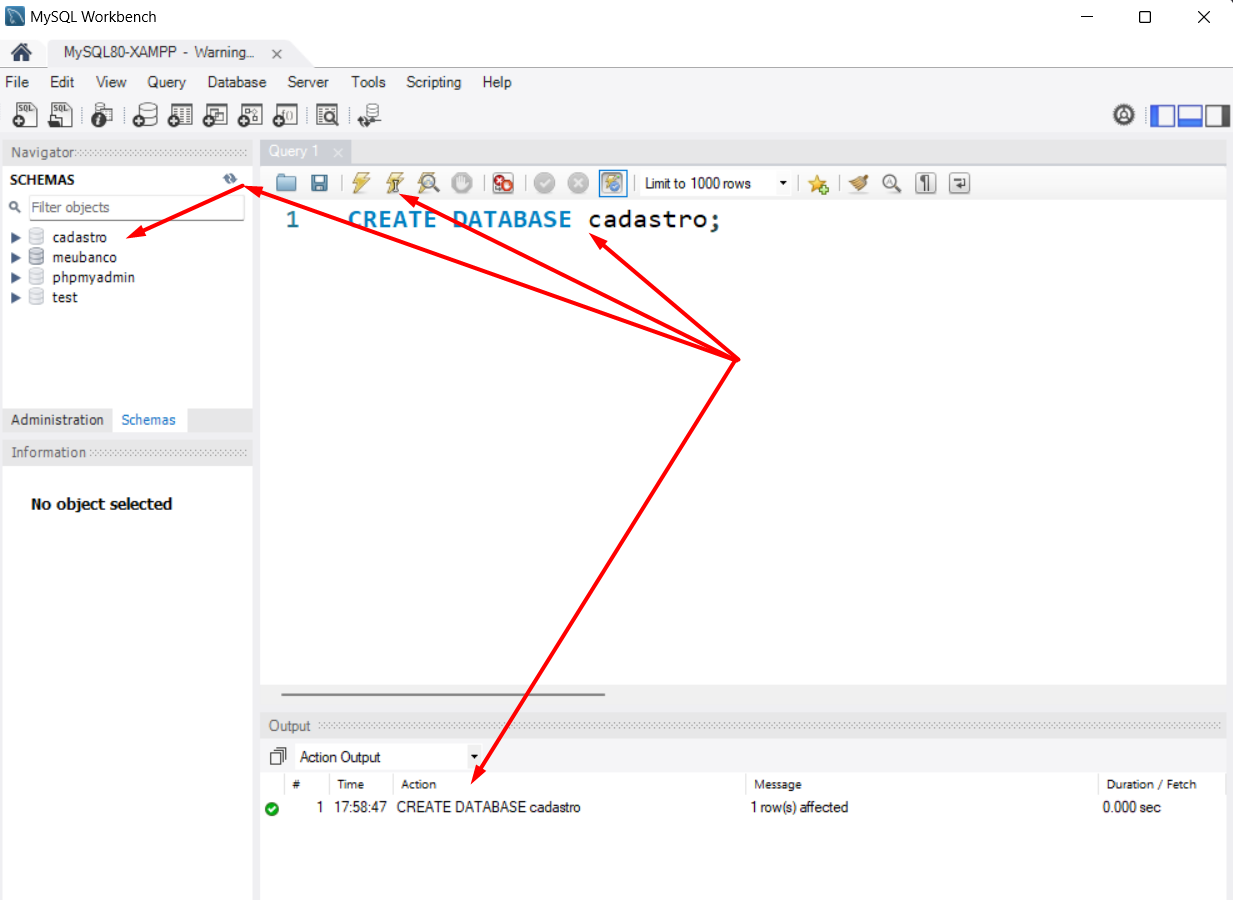 MySQL Workbench
MySQL80-XAMPP - Warning...
File Edit View Query Database Server Tools Scripting Help
SQL SQL
Navigator
Query 1
SCHEMAS
Limit to 1000 rows
Filter objects
1 CREATE DATABASE cadastro;
cadastro
meubanco
phpmyadmin
test
Administration Schemas
Information
No object selected
Output
Action Output
# Time Action Message Duration / Fetch
1 17:58:47 CREATE DATABASE cadastro 1 row(s) affected 0.000 sec